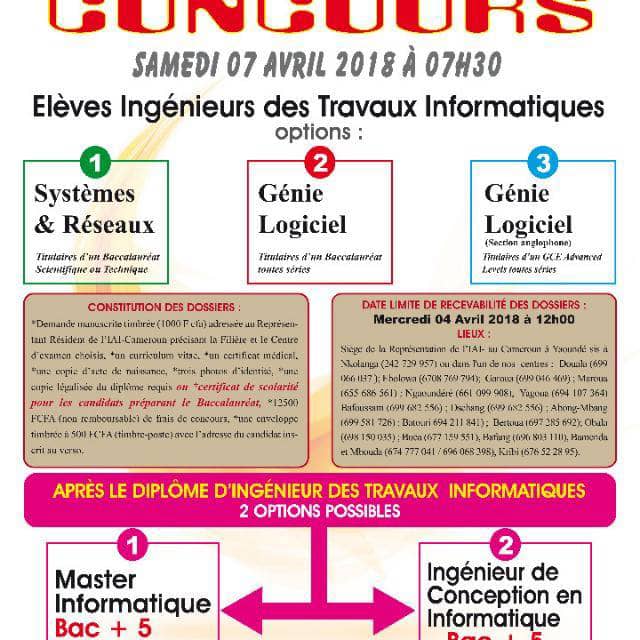 CONCOURS
SAMEDI 07 AVRIL 2018 À 07H30
Elèves Ingénieurs des Travaux Informatiques
options :
1
Systèmes
& Réseaux
Titulaires d'un Baccalauréat
Scientifique ou Technique
2
Génie
Logiciel
Titulaires d'un Baccalauréat
toutes séries
3
Génie
Logiciel
(Section anglophone)
Titulaires d'un GCE Advanced
Levels toutes séries
CONSTITUTION DES DOSSIERS :
*Demande manuscrite timbrée (1000 F cfa) adressée au Représen-
tant Résident de l'IAI-Cameroun précisant la Filière et le Centre
d'examen choisis, *un curriculum vitae, *un certificat médical,
*une copie d'acte de naissance, *trois photos d'identité, *une
copie légalisée du diplôme requis ou *certificat de scolarité
pour les candidats préparant le Baccalauréat, *12500
FCFA (non remboursable) de frais de concours, *une enveloppe
timbrée à 500 FCFA (timbre-poste) avec l'adresse du candidat ins-
crit au verso.
DATE LIMITE DE RECEVABILITÉ DES DOSSIERS :
Mercredi 04 Avril 2018 à 12h00
LIEUX :
Siège de la Représentation de l'IAI- au Cameroun à Yaoundé sis à
Nkolanga (242 729 957) ou dans l'un de nos centres : Douala (699
066 037) ; Ebolowa (6708 769 794); Garoua (699 046 469) ; Maroua
(655 686 561) ; Ngaoundéré (661 099 908), Yagoua (694 107 364)
Bafoussam (699 682 556) ; Dschang (699 682 556) ; Abong-Mbang
(699 581 726) ; Batouri 694 211 841) ; Bertoua (697 285 692); Obala
(698 150 035) ; Buea (677 159 551), Bafang (696 803 110), Bamenda
et Mbouda (674 777 041 / 696 068 398), Kribi (676 52 28 95).
APRÈS LE DIPLÔME D'INGÉNIEUR DES TRAVAUX INFORMATIQUES
2 OPTIONS POSSIBLES
1
Master
Informatique
Bac + 5
2
Ingénieur de
Conception en
Informatique
Bac + 5